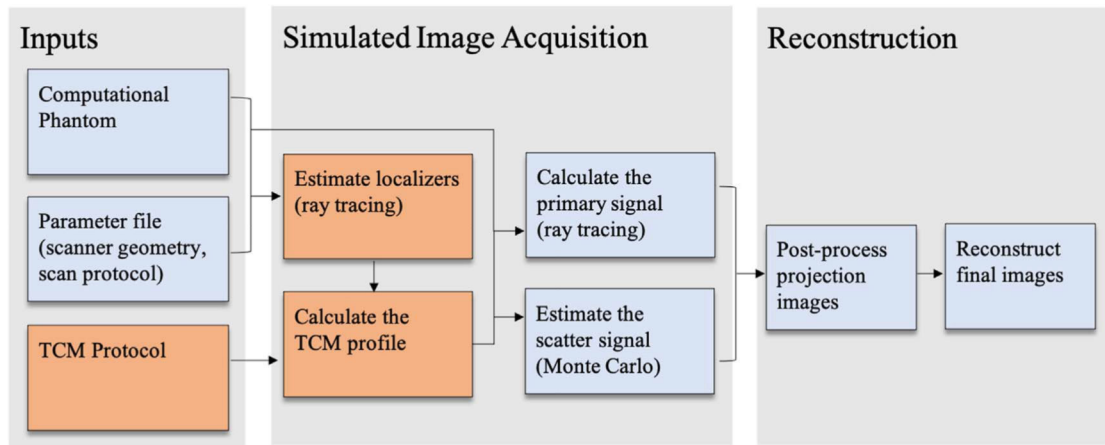 Inputs
Computational
Phantom
Parameter file
(scanner geometry,
scan protocol)
TCM Protocol
Simulated Image Acquisition
Estimate localizers
(ray tracing)
Calculate the
TCM profile
Calculate the
primary signal
(ray tracing)
Estimate the
scatter signal
(Monte Carlo)
Reconstruction
Post-process
projection
images
Reconstruct
final images